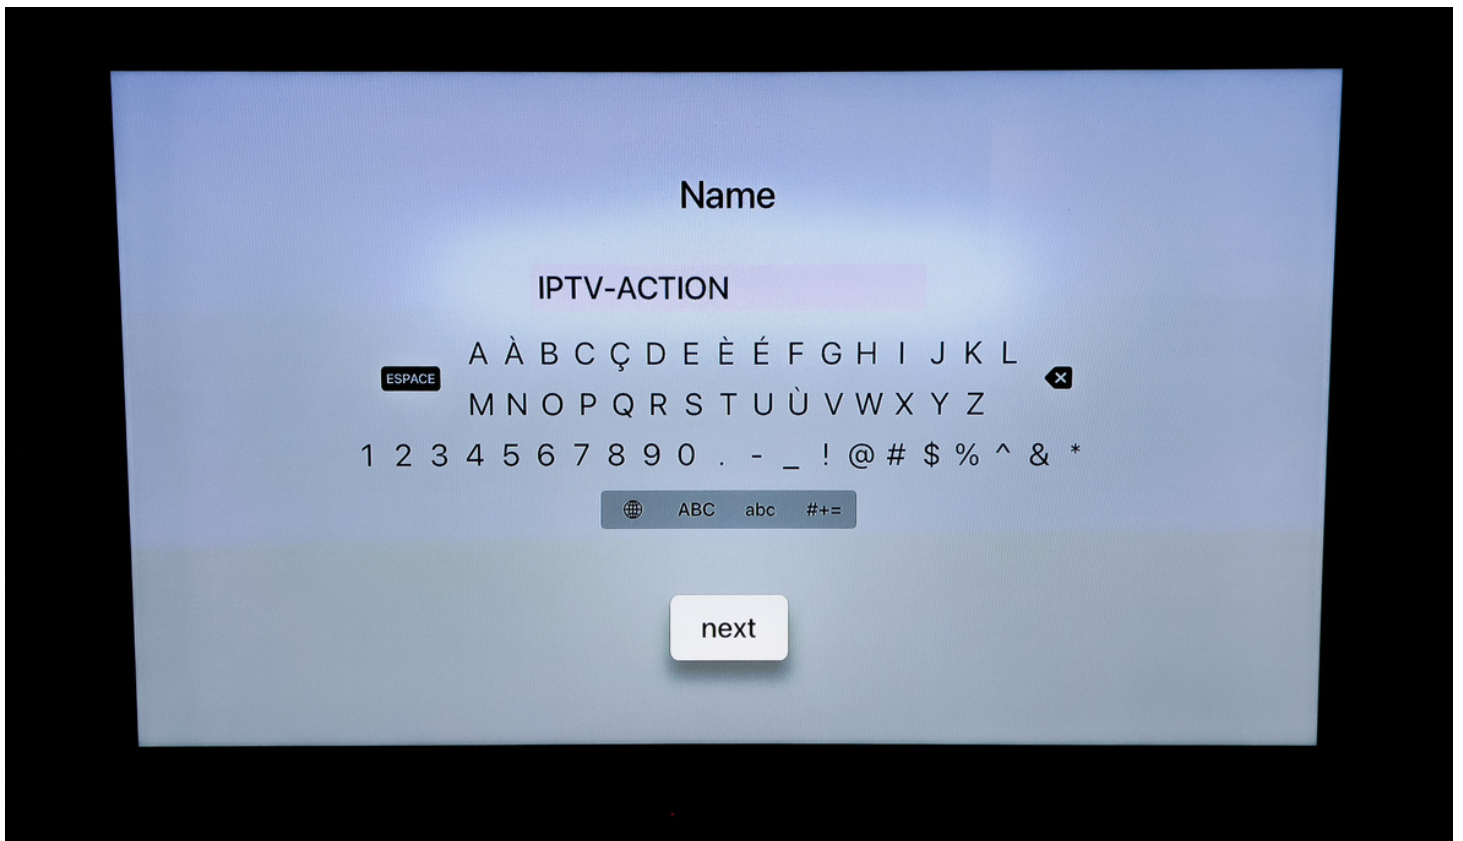 Name
IPTV-ACTION
A À B C Ç D E È É F G H I J K L
ESPACE
M N O P Q R S T U Ù V W X Y Z
1 2 3 4 5 6 7 8 9 0 . - _ ! @ # $ % ^ & *
ABC abc #+=
next